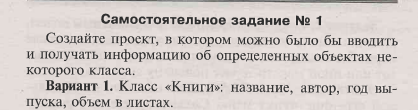 Самостоятельное задание № 1
Создайте проект, в котором можно было бы вводить
и получать информацию об определенных объектах не-
которого класса.
Вариант 1. Класс «Книги»: название, автор, год вы-
пуска, объем в листах.